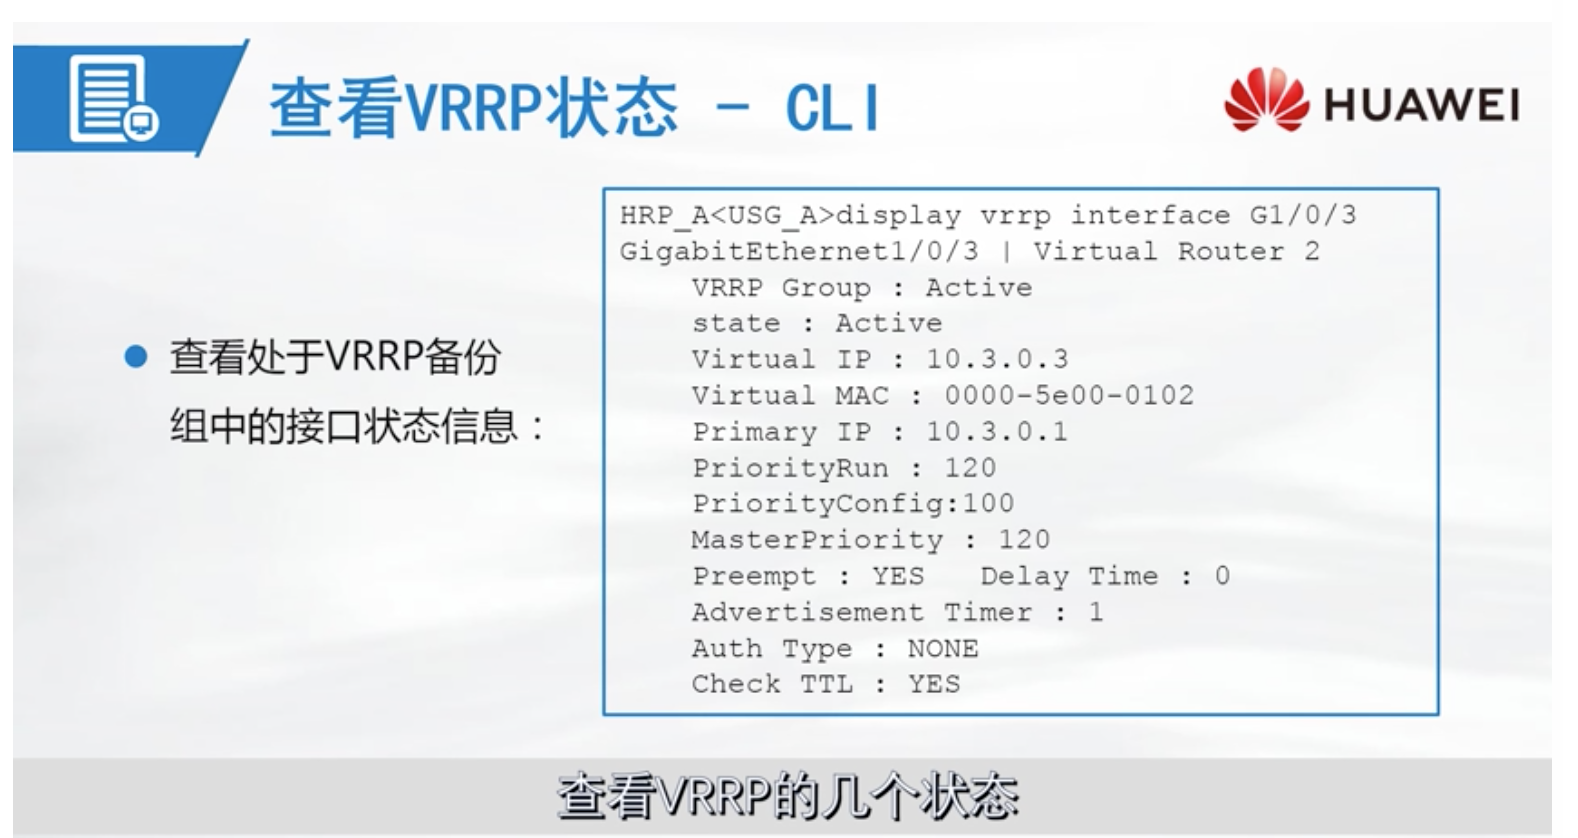 查看VRRP状态 - CLI
HUAWEI
查看处于VRRP备份
组中的接口状态信息：
HRP_A<USG_A>display vrrp interface G1/0/3
GigabitEthernet1/0/3 | Virtual Router 2
VRRP Group : Active
state : Active
Virtual IP : 10.3.0.3
Virtual MAC : 0000-5e00-0102
Primary IP : 10.3.0.1
PriorityRun : 120
PriorityConfig:100
MasterPriority : 120
Preempt : YES   Delay Time : 0
Advertisement Timer : 1
Auth Type : NONE
Check TTL : YES
查看VRRP的几个状态